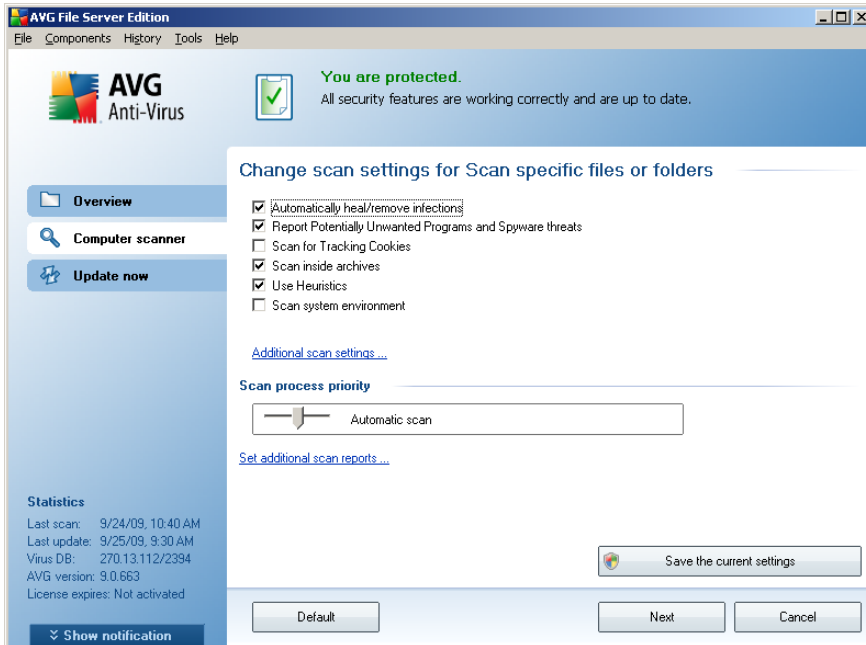 AVG File Server Edition
File Components History Tools Help
AVG
Anti-Virus
You are protected.
All security features are working correctly and are up to date.
Overview
Computer scanner
Update now
Change scan settings for Scan specific files or folders
Automatically heal/remove infections
Report Potentially Unwanted Programs and Spyware threats
Scan for Tracking Cookies
Scan inside archives
Use Heuristics
Scan system environment
Additional scan settings ...
Scan process priority
Automatic scan
Set additional scan reports ...
Statistics
Last scan: 9/24/09, 10:40 AM
Last update: 9/25/09, 9:30 AM
Virus DB: 270.13.112/2394
AVG version: 9.0.663
License expires: Not activated
Show notification
Save the current settings
Default Next Cancel